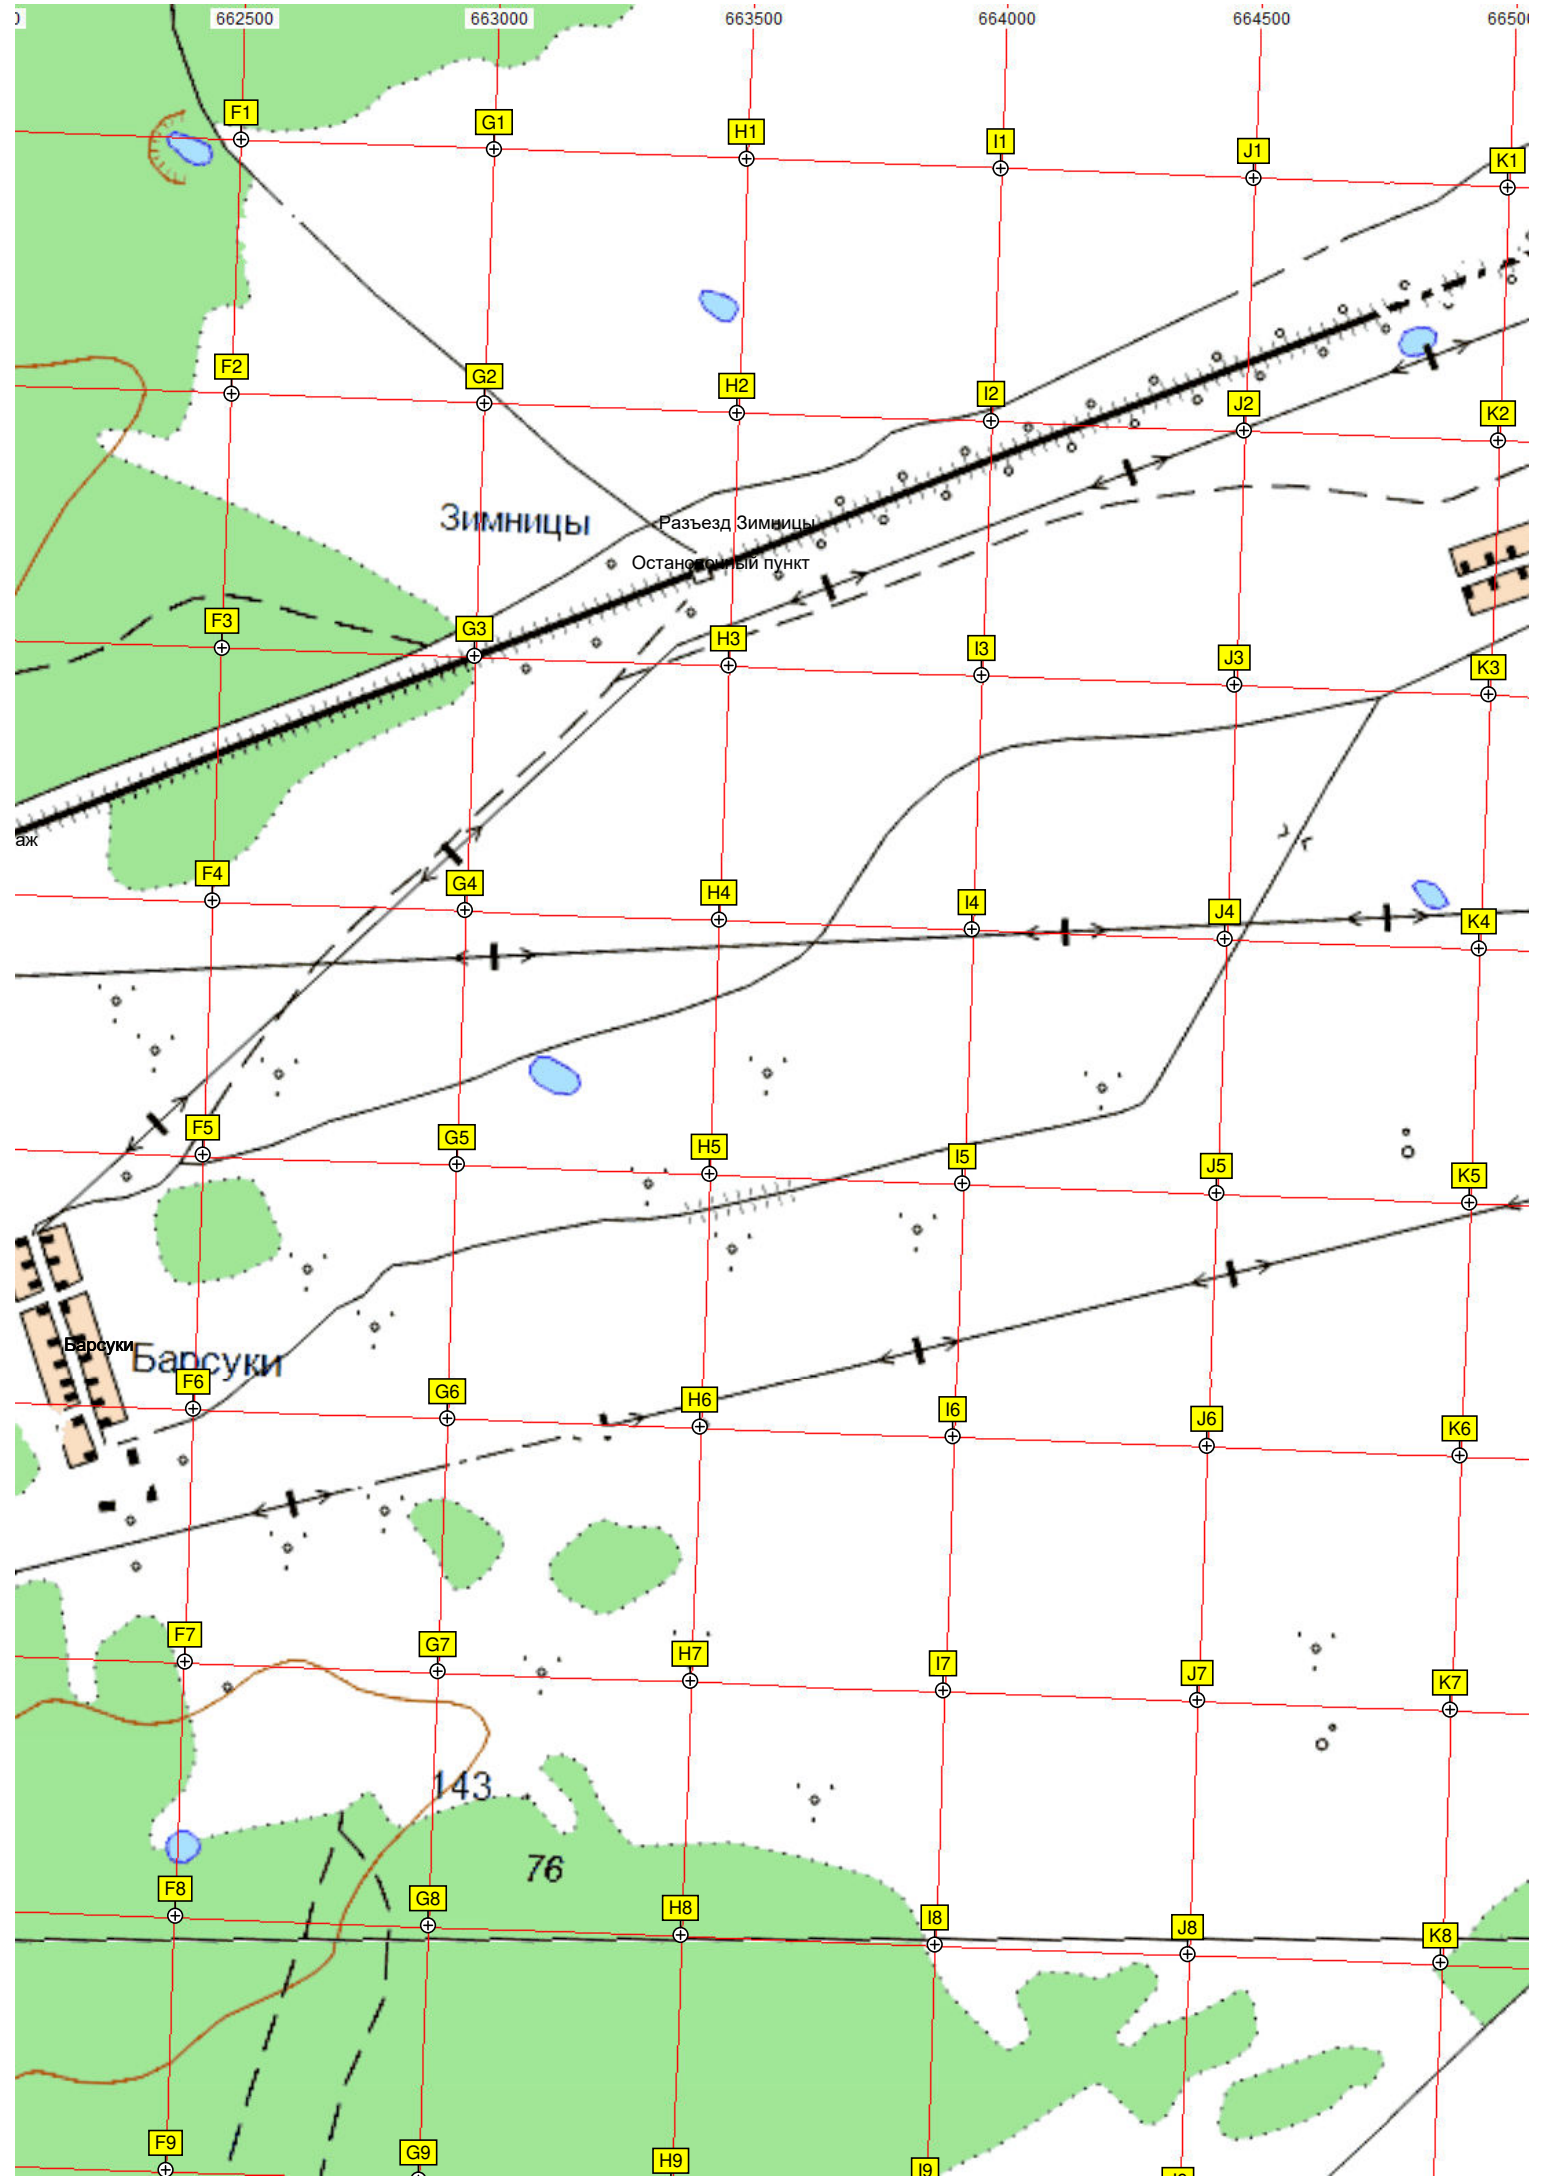 662500 663000 663500 664000 664500
F1 G1 H1 I1 J1 K1
F2 G2 H2 I2 J2 K2
Зимницы
Разъезд Зимницы
Остановочный пункт
F3 G3 H3 I3 J3 K3
аж
F4 G4 H4 I4 J4 K4
F5 G5 H5 I5 J5 K5
Барсуки
Барсуки
F6 G6 H6 I6 J6 K6
F7 G7 H7 I7 J7 K7
143
76
F8 G8 H8 I8 J8 K8
F9 G9 H9 I9